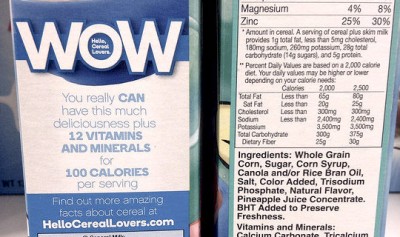 WOW
Hello,
Cereal
Lovers.
You really CAN
have this much
deliciousness plus
12 VITAMINS
AND MINERALS
for
100 CALORIES
per serving
Find out more amazing
facts about cereal at
HelloCerealLovers.com
Magnesium 4% 8%
Zinc 25% 30%
* Amount in cereal. A serving of cereal plus skim milk
provides 1g total fat, less than 5mg cholesterol,
180mg sodium, 260mg potassium, 28g total
carbohydrate (14g sugars), and 5g protein.
** Percent Daily Values are based on a 2,000 calorie
diet. Your daily values may be higher or lower
depending on your calorie needs:
Calories 2,000 2,500
Total Fat Less than 65g 80g
Sat Fat Less than 20g 25g
Cholesterol Less than 300mg 300mg
Sodium Less than 2,400mg 2,400mg
Potassium 3,500mg 3,500mg
Total Carbohydrate 300g 375g
Dietary Fiber 25g 30g
Ingredients: Whole Grain
Corn, Sugar, Corn Syrup,
Canola and/or Rice Bran Oil,
Salt, Color Added, Trisodium
Phosphate, Natural Flavor,
Pineapple Juice Concentrate.
BHT Added to Preserve
Freshness.
Vitamins and Minerals:
Calcium Carbonate, Tricalcium